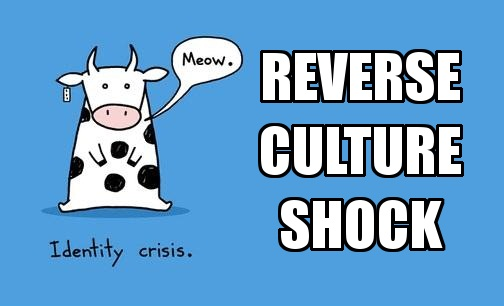 Meow.
REVERSE
CULTURE
SHOCK
Identity crisis.